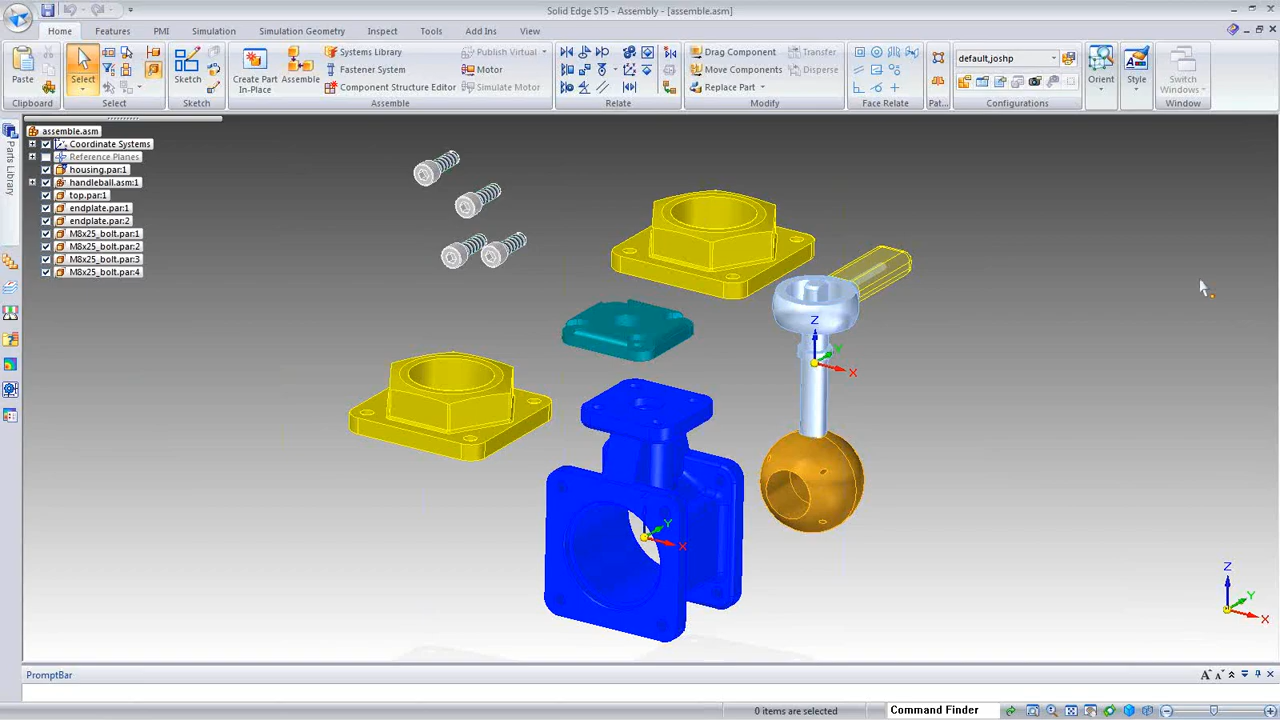 Solid Edge ST5 - Assembly - [assemble.asm]
Home Features PMI Simulation Simulation Geometry Inspect Tools Add Ins View
Paste
Clipboard
Select
Select
Sketch
Sketch
Create Part In-Place
Assemble
Systems Library
Fastener System
Component Structure Editor
Publish Virtual
Motor
Simulate Motor
Assemble
Relate
Drag Component
Move Components
Replace Part
Transfer
Disperse
Modify
Face Relate
Pat...
default,joshp
Configurations
Orient
Style
Switch Windows
Window
Parts Library
assemble.asm
Coordinate Systems
Reference Planes
housing.par:1
handleball.asm:1
top.par:1
endplate.par:1
endplate.par:2
M8x25_bolt.par:1
M8x25_bolt.par:2
M8x25_bolt.par:3
M8x25_bolt.par:4
Z
Y
X
Y
X
Z
Y
X
PromptBar
0 items are selected
Command Finder